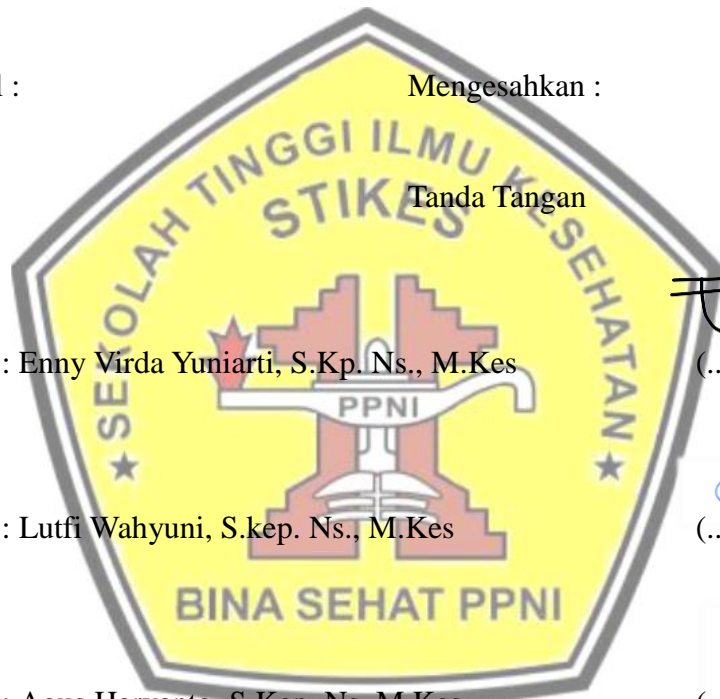 l : Mengesahkan :
SEKOLAH TINGGI ILMU KESEHATAN
STIKES
Tanda Tangan
: Enny Virda Yuniarti, S.Kp. Ns., M.Kes (..
PPNI
: Lutfi Wahyuni, S.kep. Ns., M.Kes (..
BINA SEHAT PPNI